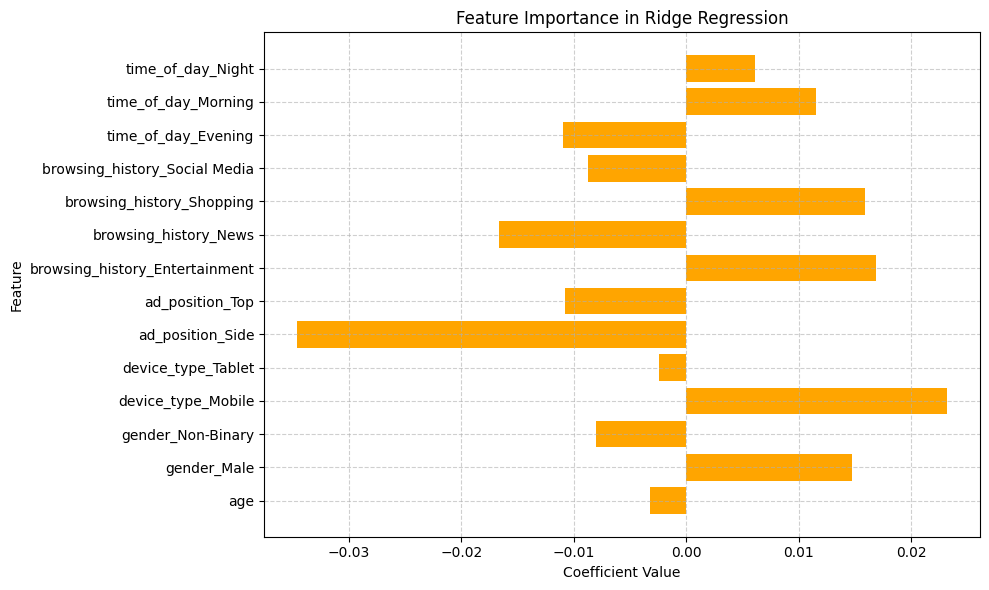 Feature Importance in Ridge Regression
time_of_day_Night
time_of_day_Morning
time_of_day_Evening
browsing_history_Social Media
browsing_history_Shopping
browsing_history_News
browsing_history_Entertainment
ad_position_Top
ad_position_Side
device_type_Tablet
device_type_Mobile
gender_Non-Binary
gender_Male
age
Feature
−0.03 −0.02 −0.01 0.00 0.01 0.02
Coefficient Value